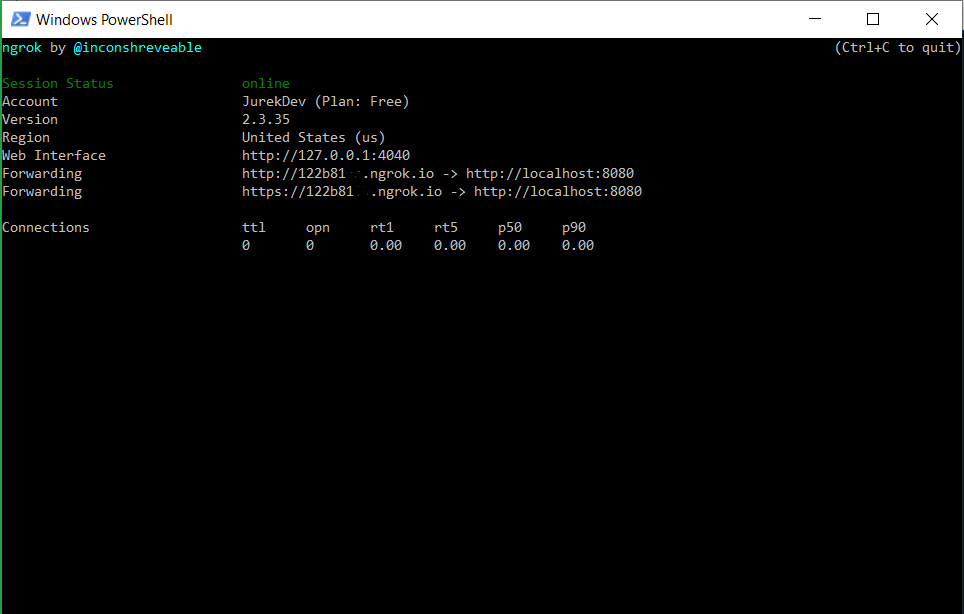 Windows PowerShell
ngrok by @inconshreveable (Ctrl+C to quit)
Session Status online
Account JurekDev (Plan: Free)
Version 2.3.35
Region United States (us)
Web Interface http://127.0.0.1:4040
Forwarding http://122b81 .ngrok.io -> http://localhost:8080
Forwarding https://122b81 .ngrok.io -> http://localhost:8080
Connections ttl opn rt1 rt5 p50 p90
0 0 0.00 0.00 0.00 0.00